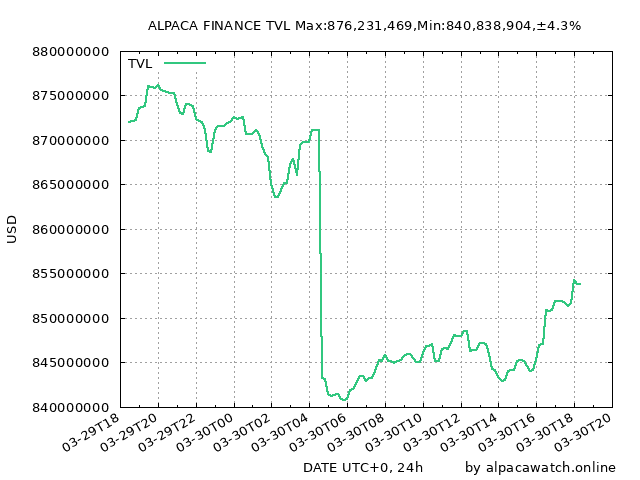 ALPACA FINANCE TVL Max:876,231,469,Min:840,838,904,±4.3%
TVL
880000000
875000000
870000000
865000000
860000000
855000000
850000000
845000000
840000000
USD
03-29T18
03-29T20
03-29T22
03-30T00
03-30T02
03-30T04
03-30T06
03-30T08
03-30T10
03-30T12
03-30T14
03-30T16
03-30T18
03-30T20
DATE UTC+0, 24h
by alpacawatch.online